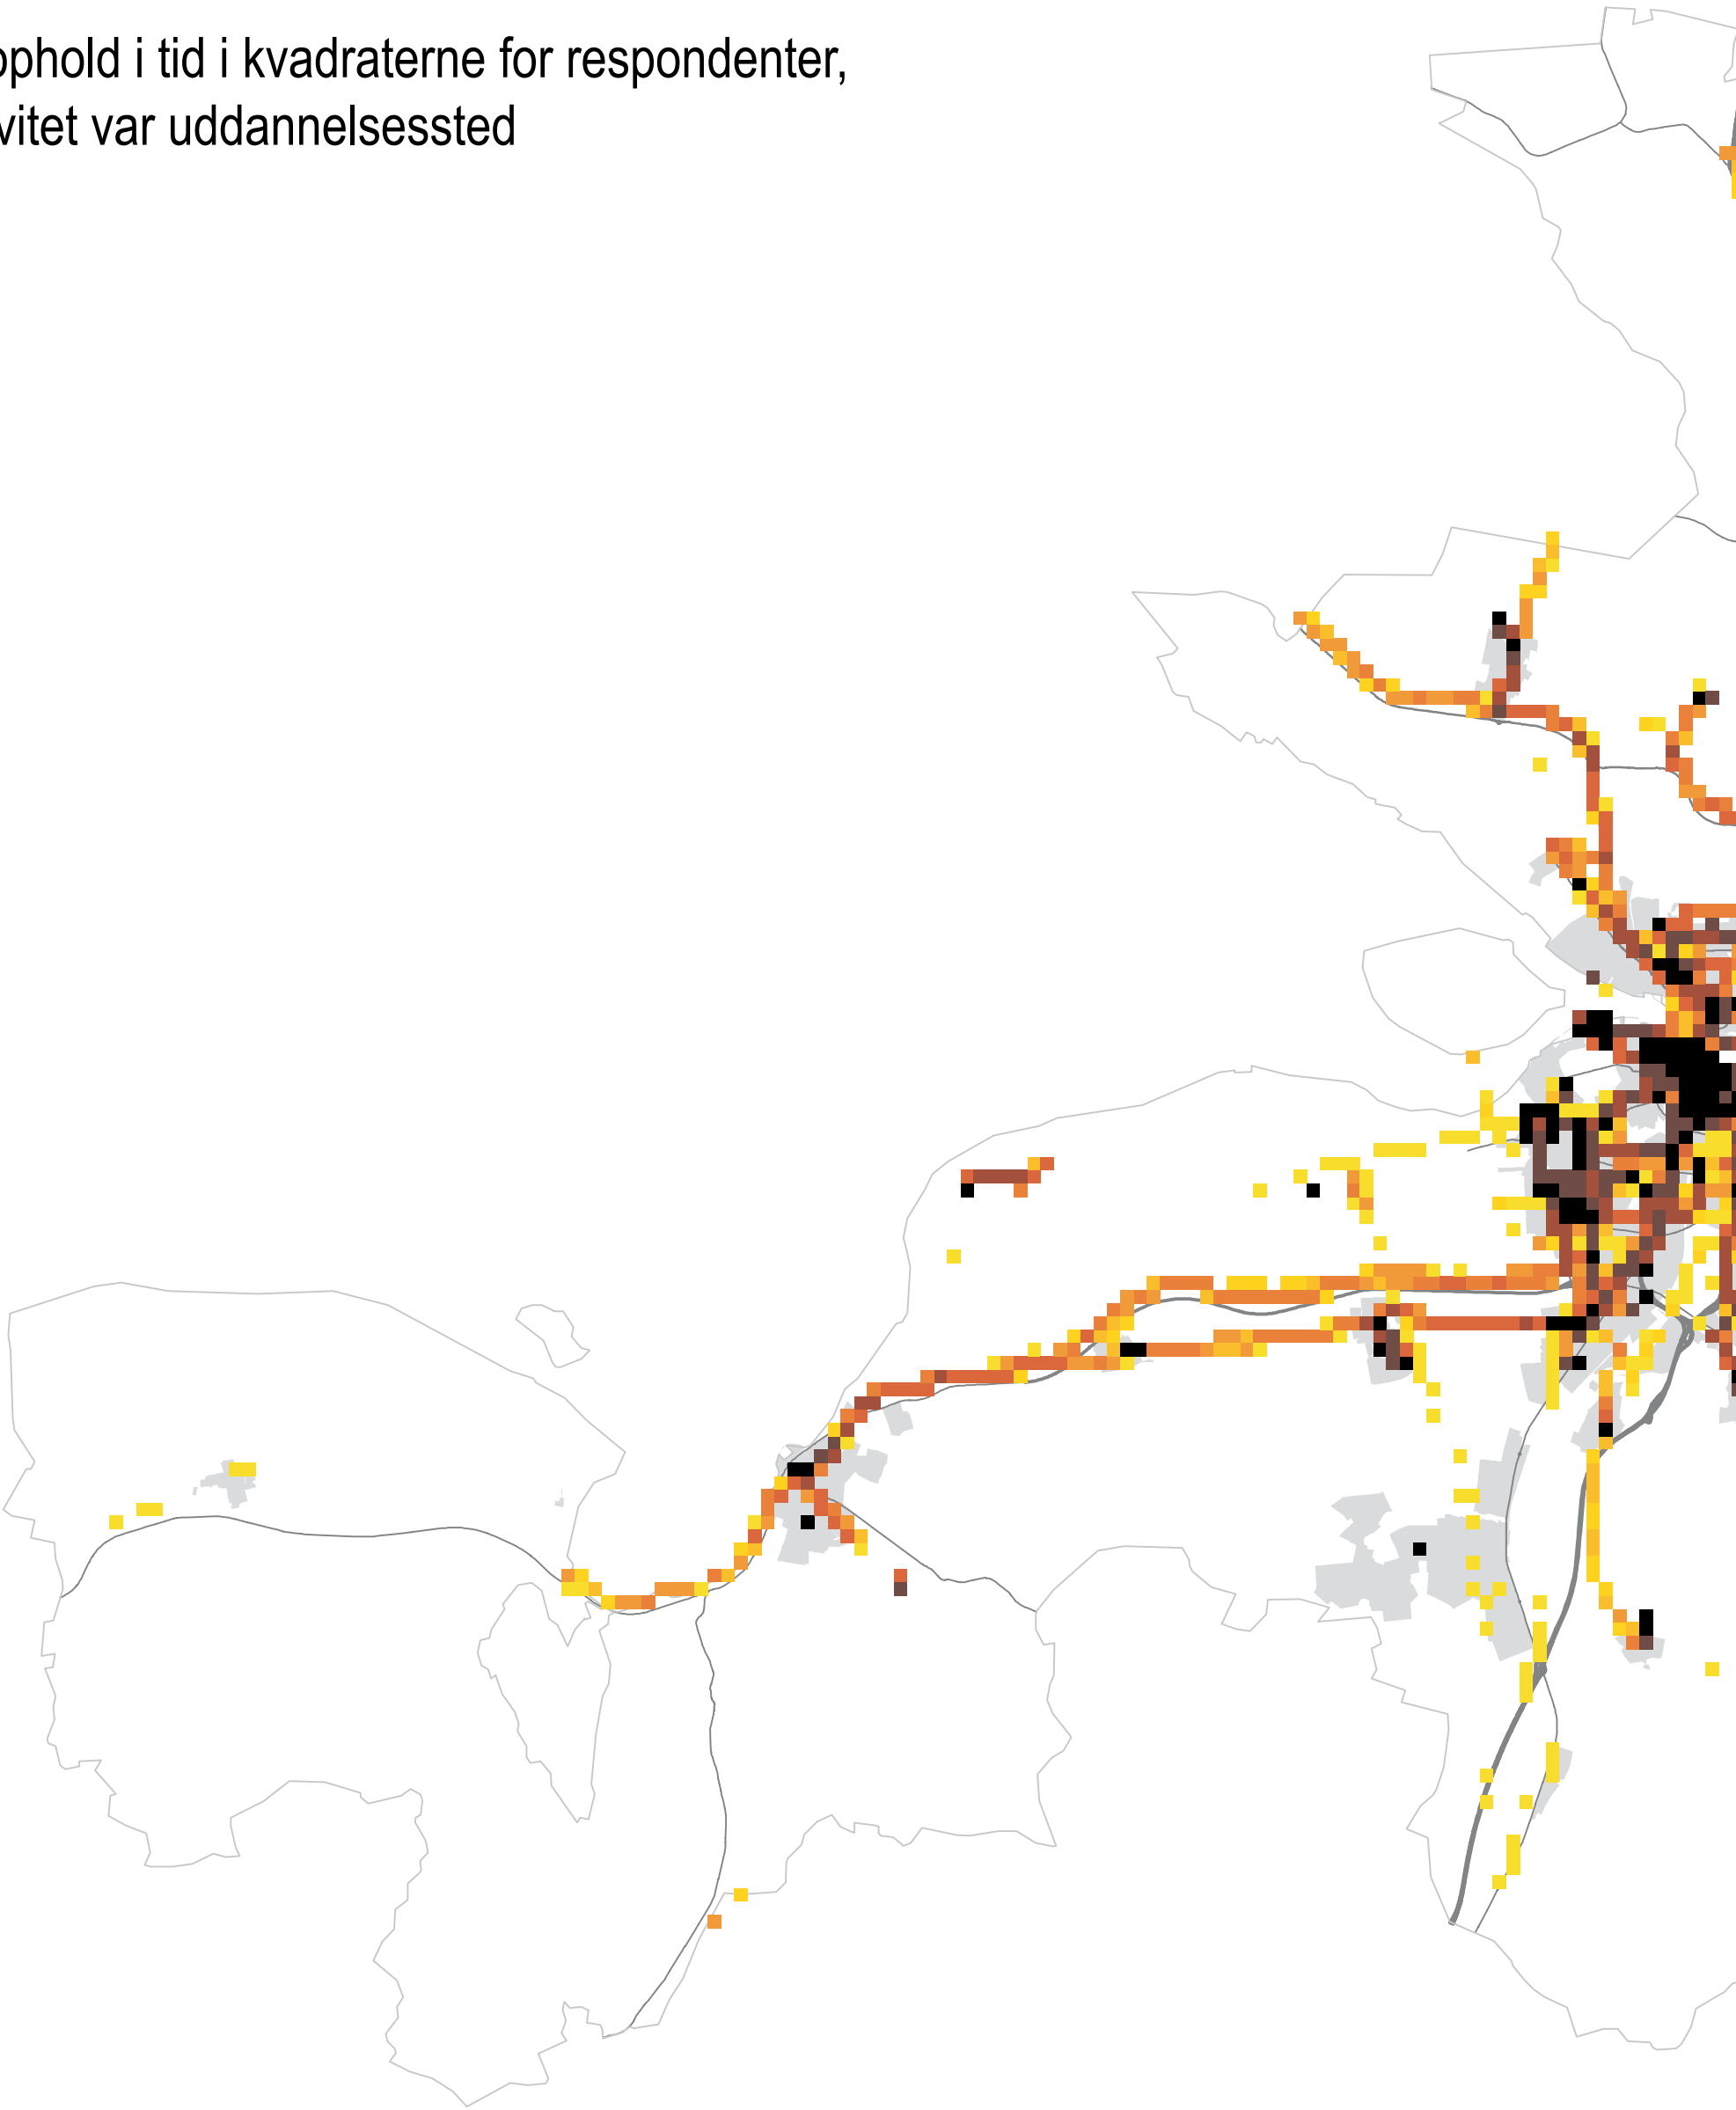 ophold i tid i kvadraterne for respondenter,
vitet var uddannelsessted